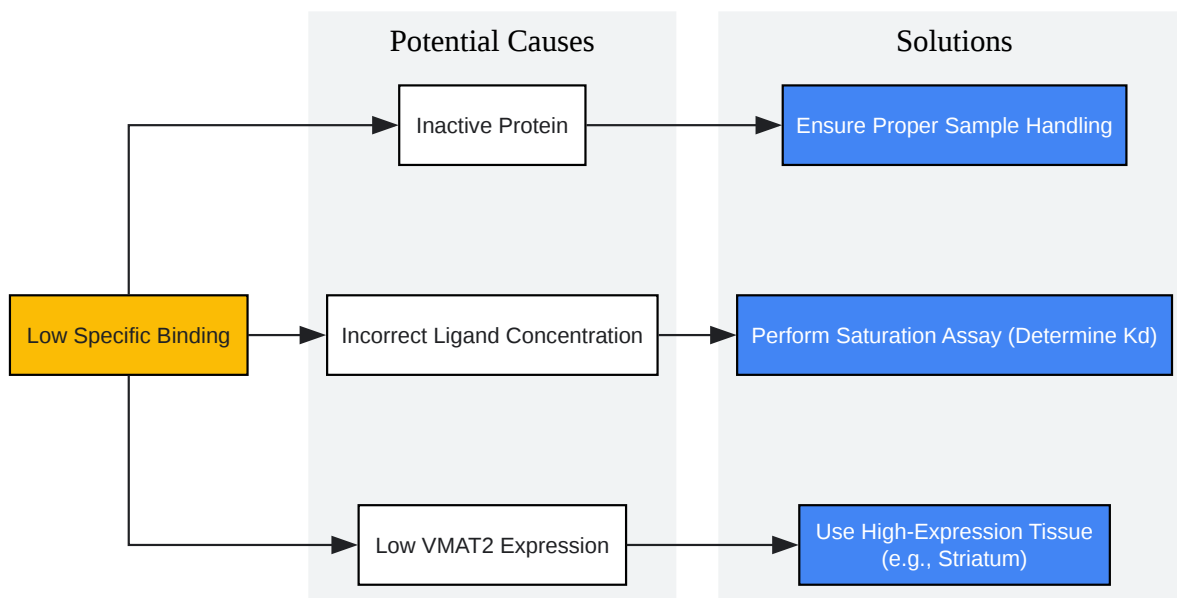 Potential Causes
Solutions
Inactive Protein
Ensure Proper Sample Handling
Low Specific Binding
Incorrect Ligand Concentration
Perform Saturation Assay (Determine Kd)
Low VMAT2 Expression
Use High-Expression Tissue
(e.g., Striatum)